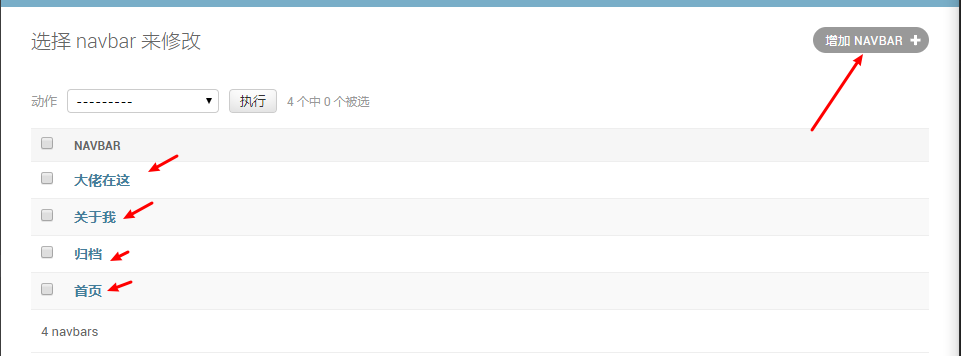 选择 navbar 来修改
增加 NAVBAR
动作 --------- 执行 4 个中 0 个被选
NAVBAR
大佬在这
关于我
归档
首页
4 navbars